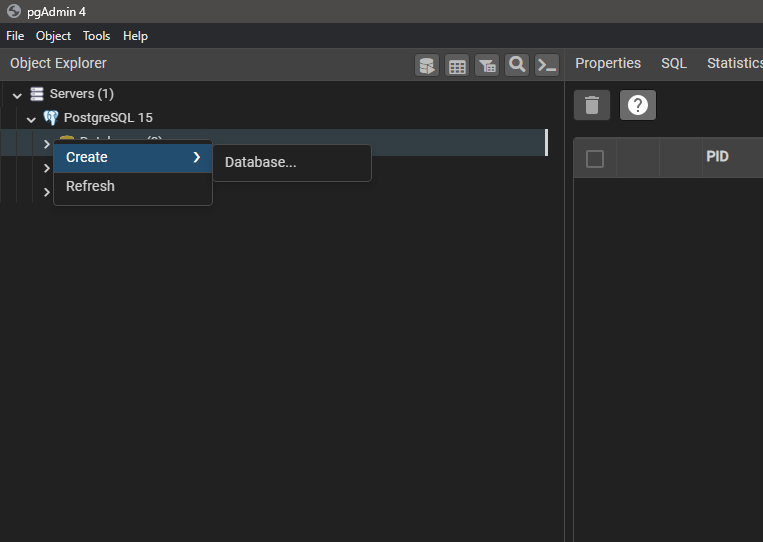 pgAdmin 4
File Object Tools Help
Object Explorer
Properties SQL Statistics
Servers (1)
PostgreSQL 15
Create
Database...
Refresh
PID